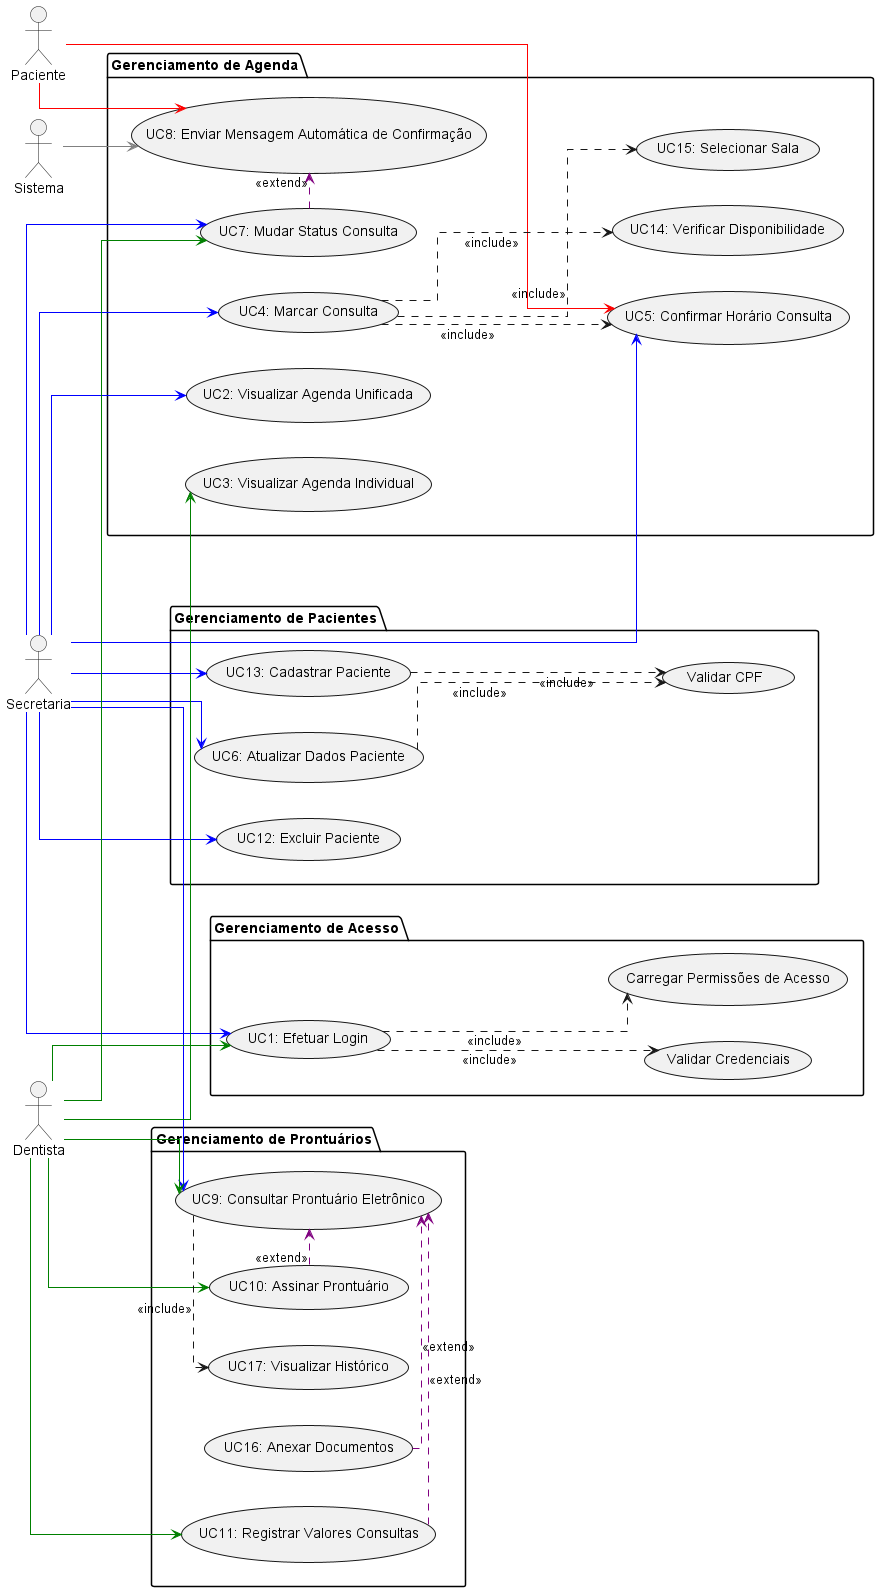 Paciente
Sistema
Gerenciamento de Agenda
UC8: Enviar Mensagem Automática de Confirmação
UC15: Selecionar Sala
«extend»
UC7: Mudar Status Consulta
UC14: Verificar Disponibilidade
«include»
«include»
UC4: Marcar Consulta
UC5: Confirmar Horário Consulta
«include»
UC2: Visualizar Agenda Unificada
UC3: Visualizar Agenda Individual
Gerenciamento de Pacientes
UC13: Cadastrar Paciente
Validar CPF
«include»
«include»
Secretaria
UC6: Atualizar Dados Paciente
UC12: Excluir Paciente
Gerenciamento de Acesso
Carregar Permissões de Acesso
UC1: Efetuar Login
«include»
«include»
Validar Credenciais
Dentista
Gerenciamento de Prontuários
UC9: Consultar Prontuário Eletrônico
«extend»
UC10: Assinar Prontuário
«include»
«extend»
UC17: Visualizar Histórico
«extend»
UC16: Anexar Documentos
UC11: Registrar Valores Consultas